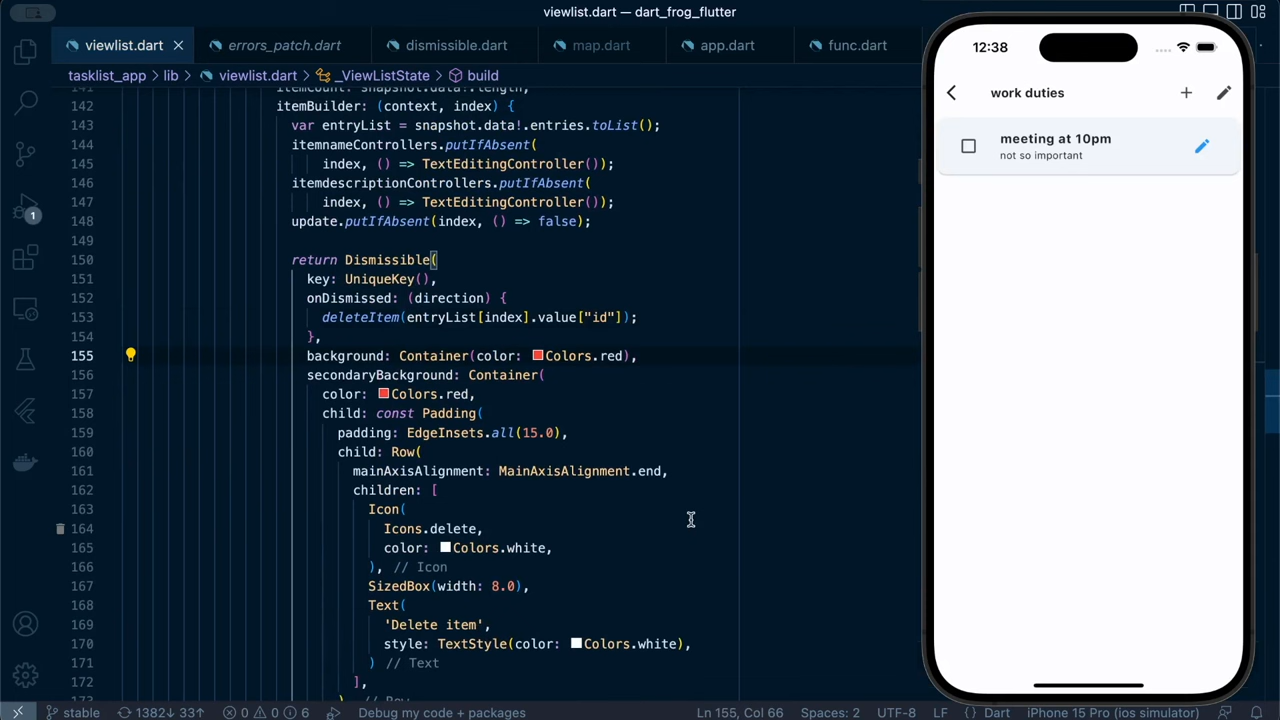 viewlist.dart — dart_frog_flutter
viewlist.dart
errors_patch.dart
dismissible.dart
map.dart
app.dart
func.dart
tasklist_app › lib › viewlist.dart › _ViewListState › build
141 itemCount: snapshot.data!.length,
142 itemBuilder: (context, index) {
143 var entryList = snapshot.data!.entries.toList();
144 itemnameControllers.putIfAbsent(
145 index, () => TextEditingController());
146 itemdescriptionControllers.putIfAbsent(
147 index, () => TextEditingController());
148 update.putIfAbsent(index, () => false);
149
150 return Dismissible(
151 key: UniqueKey(),
152 onDismissed: (direction) {
153 deleteItem(entryList[index].value["id"]);
154 },
155 background: Container(color: Colors.red),
156 secondaryBackground: Container(
157 color: Colors.red,
158 child: const Padding(
159 padding: EdgeInsets.all(15.0),
160 child: Row(
161 mainAxisAlignment: MainAxisAlignment.end,
162 children: [
163 Icon(
164 Icons.delete,
165 color: Colors.white,
166 ), // Icon
167 SizedBox(width: 8.0),
168 Text(
169 'Delete item',
170 style: TextStyle(color: Colors.white),
171 ) // Text
172 ],
173 ) // Row
1
stable 1382↓ 33↑ 0 0 6 Debug my code + packages Ln 155, Col 66 Spaces: 2 UTF-8 LF {} Dart iPhone 15 Pro (ios simulator)
12:38
work duties
meeting at 10pm
not so important